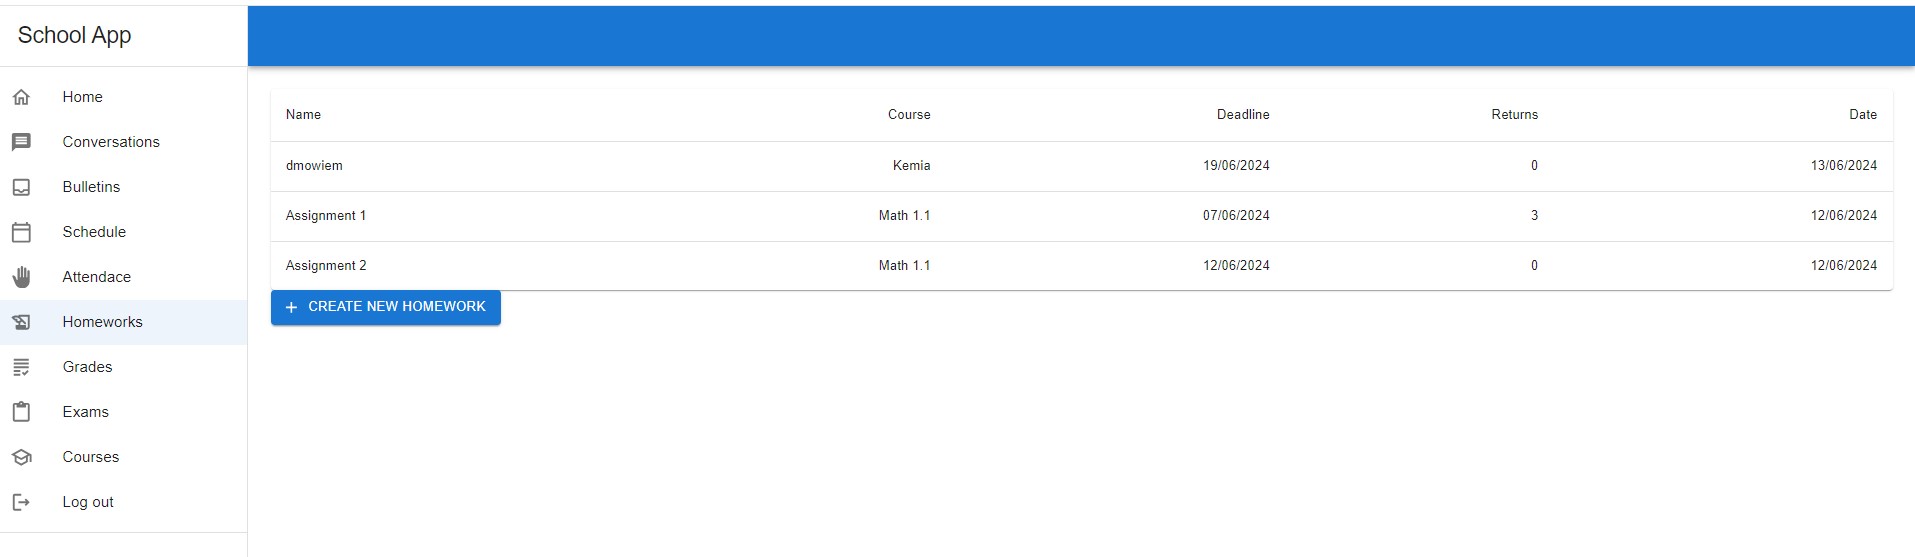 School App
Home
Conversations
Bulletins
Schedule
Attendace
Homeworks
Grades
Exams
Courses
Log out
Name Course Deadline Returns Date
dmowiem Kemia 19/06/2024 0 13/06/2024
Assignment 1 Math 1.1 07/06/2024 3 12/06/2024
Assignment 2 Math 1.1 12/06/2024 0 12/06/2024
+ CREATE NEW HOMEWORK